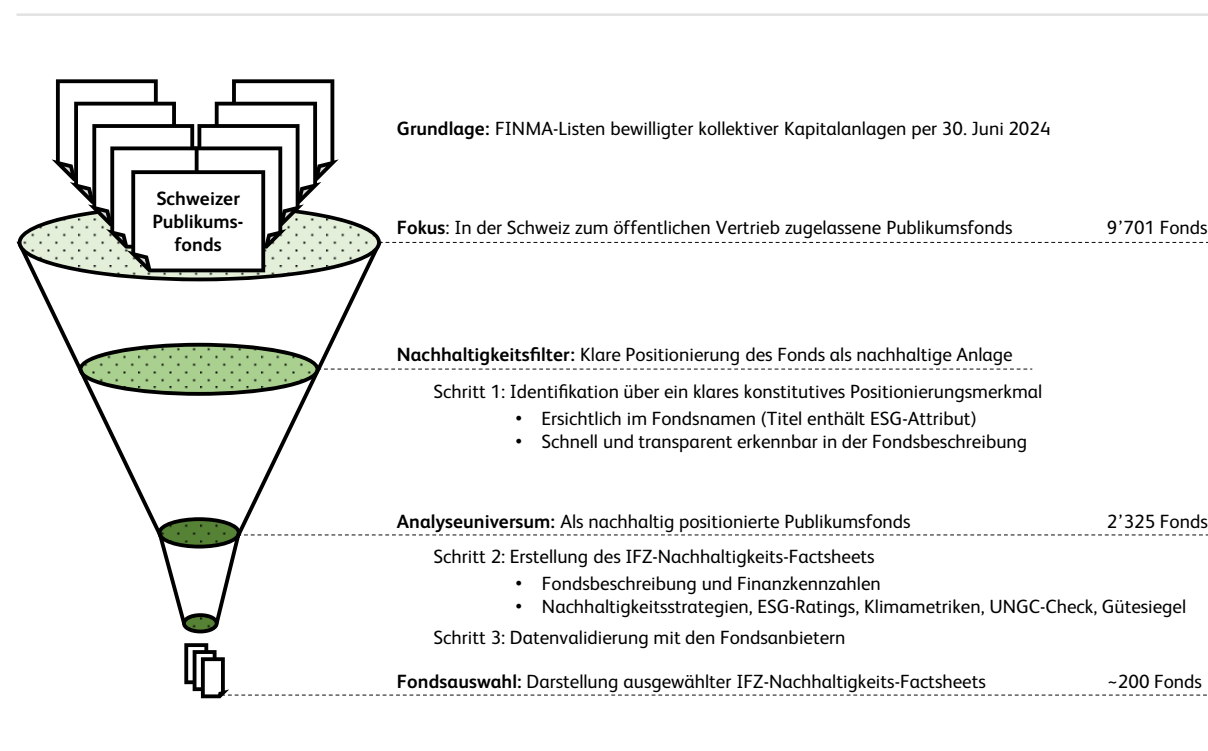 Grundlage: FINMA-Listen bewilligter kollektiver Kapitalanlagen per 30. Juni 2024
Schweizer
Publikums-
fonds
Fokus: In der Schweiz zum öffentlichen Vertrieb zugelassene Publikumsfonds 9’701 Fonds
Nachhaltigkeitsfilter: Klare Positionierung des Fonds als nachhaltige Anlage
Schritt 1: Identifikation über ein klares konstitutives Positionierungsmerkmal
• Ersichtlich im Fondsnamen (Titel enthält ESG-Attribut)
• Schnell und transparent erkennbar in der Fondsbeschreibung
Analyseuniversum: Als nachhaltig positionierte Publikumsfonds 2’325 Fonds
Schritt 2: Erstellung des IFZ-Nachhaltigkeits-Factsheets
• Fondsbeschreibung und Finanzkennzahlen
• Nachhaltigkeitsstrategien, ESG-Ratings, Klimametriken, UNGC-Check, Gütesiegel
Schritt 3: Datenvalidierung mit den Fondsanbietern
Fondsauswahl: Darstellung ausgewählter IFZ-Nachhaltigkeits-Factsheets ~200 Fonds